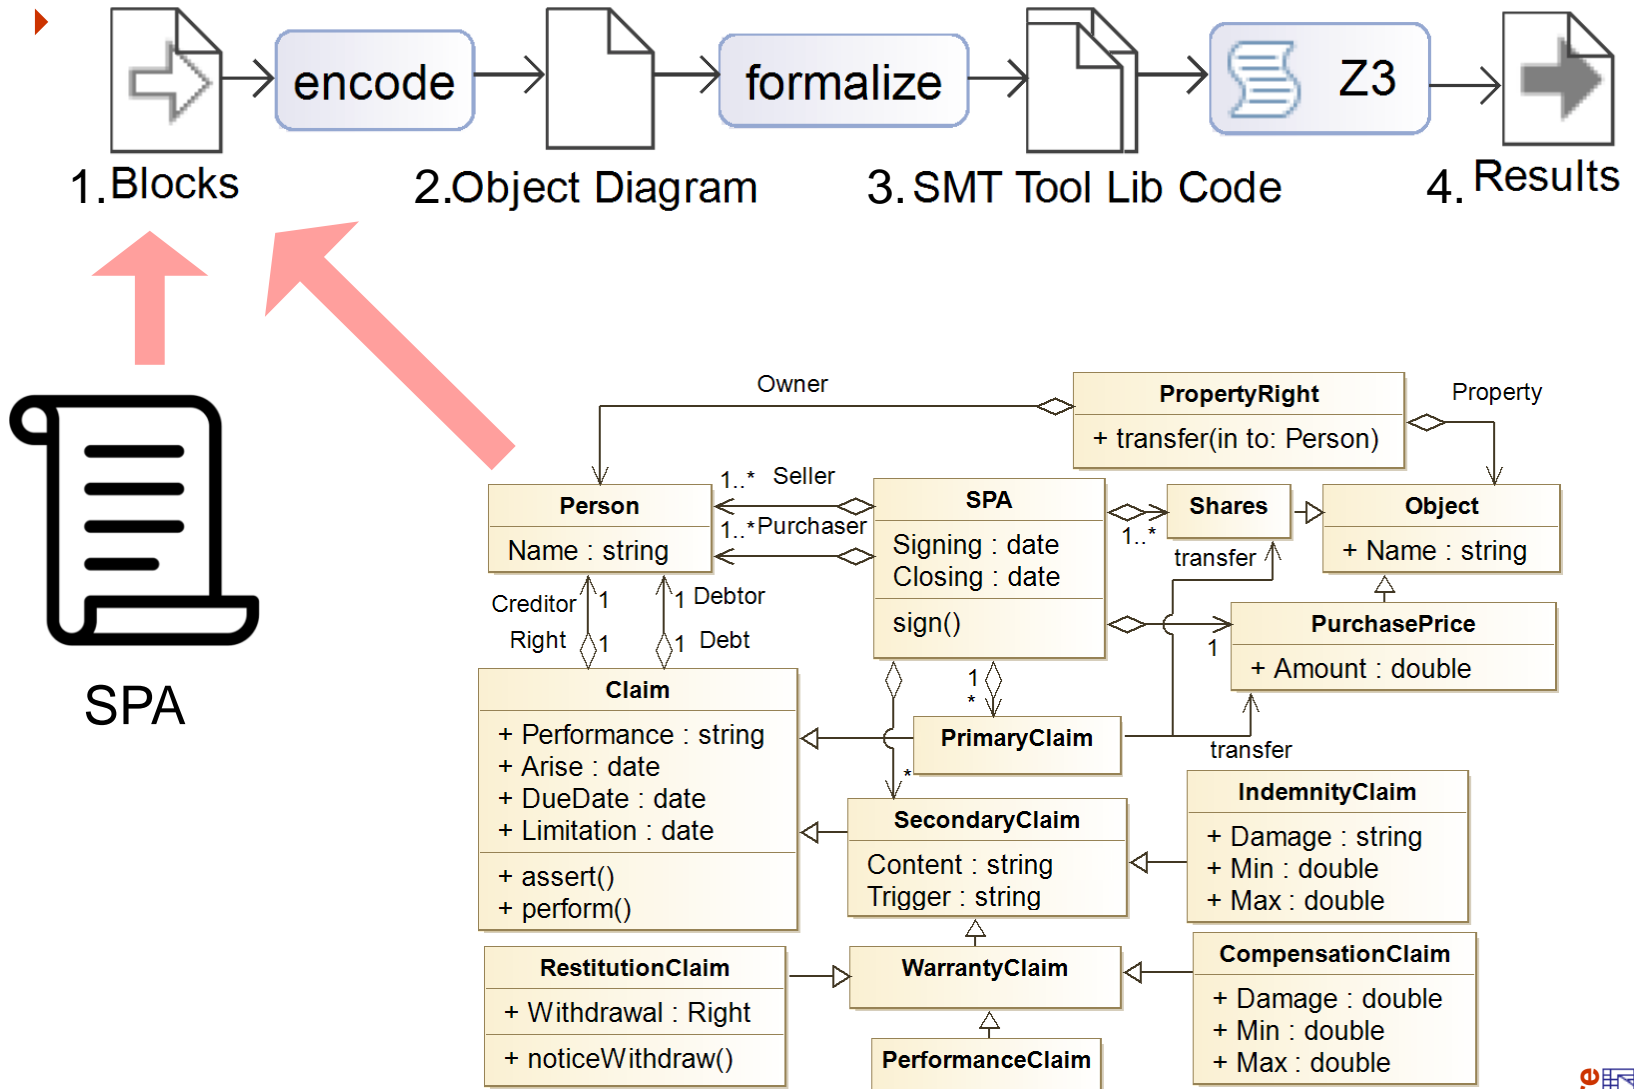 encode
formalize
Z3
1. Blocks
2. Object Diagram
3. SMT Tool Lib Code
4. Results
SPA
Owner
PropertyRight
+ transfer(in to: Person)
Property
Person
Name : string
1..* Seller
1..* Purchaser
SPA
Signing : date
Closing : date
sign()
1..*
Shares
transfer
Object
+ Name : string
Creditor 1
1 Debtor
Right 1
1 Debt
1
PurchasePrice
+ Amount : double
Claim
+ Performance : string
+ Arise : date
+ DueDate : date
+ Limitation : date
+ assert()
+ perform()
1
*
PrimaryClaim
transfer
*
SecondaryClaim
Content : string
Trigger : string
IndemnityClaim
+ Damage : string
+ Min : double
+ Max : double
RestitutionClaim
+ Withdrawal : Right
+ noticeWithdraw()
WarrantyClaim
CompensationClaim
+ Damage : double
+ Min : double
+ Max : double
PerformanceClaim